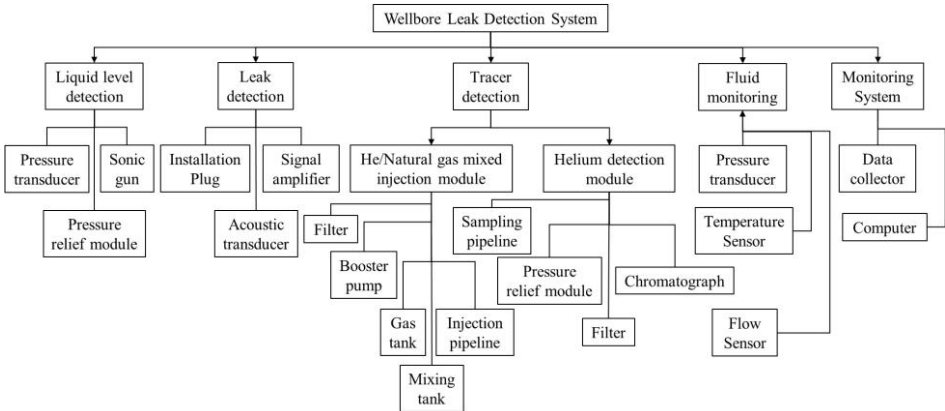 Wellbore Leak Detection System
Liquid level
detection
Leak
detection
Tracer
detection
Fluid
monitoring
Monitoring
System
Pressure
transducer
Sonic
gun
Installation
Plug
Signal
amplifier
He/Natural gas mixed
injection module
Helium detection
module
Pressure
transducer
Data
collector
Pressure
relief module
Acoustic
transducer
Filter
Sampling
pipeline
Temperature
Sensor
Computer
Booster
pump
Pressure
relief module
Chromatograph
Gas
tank
Injection
pipeline
Filter
Flow
Sensor
Mixing
tank